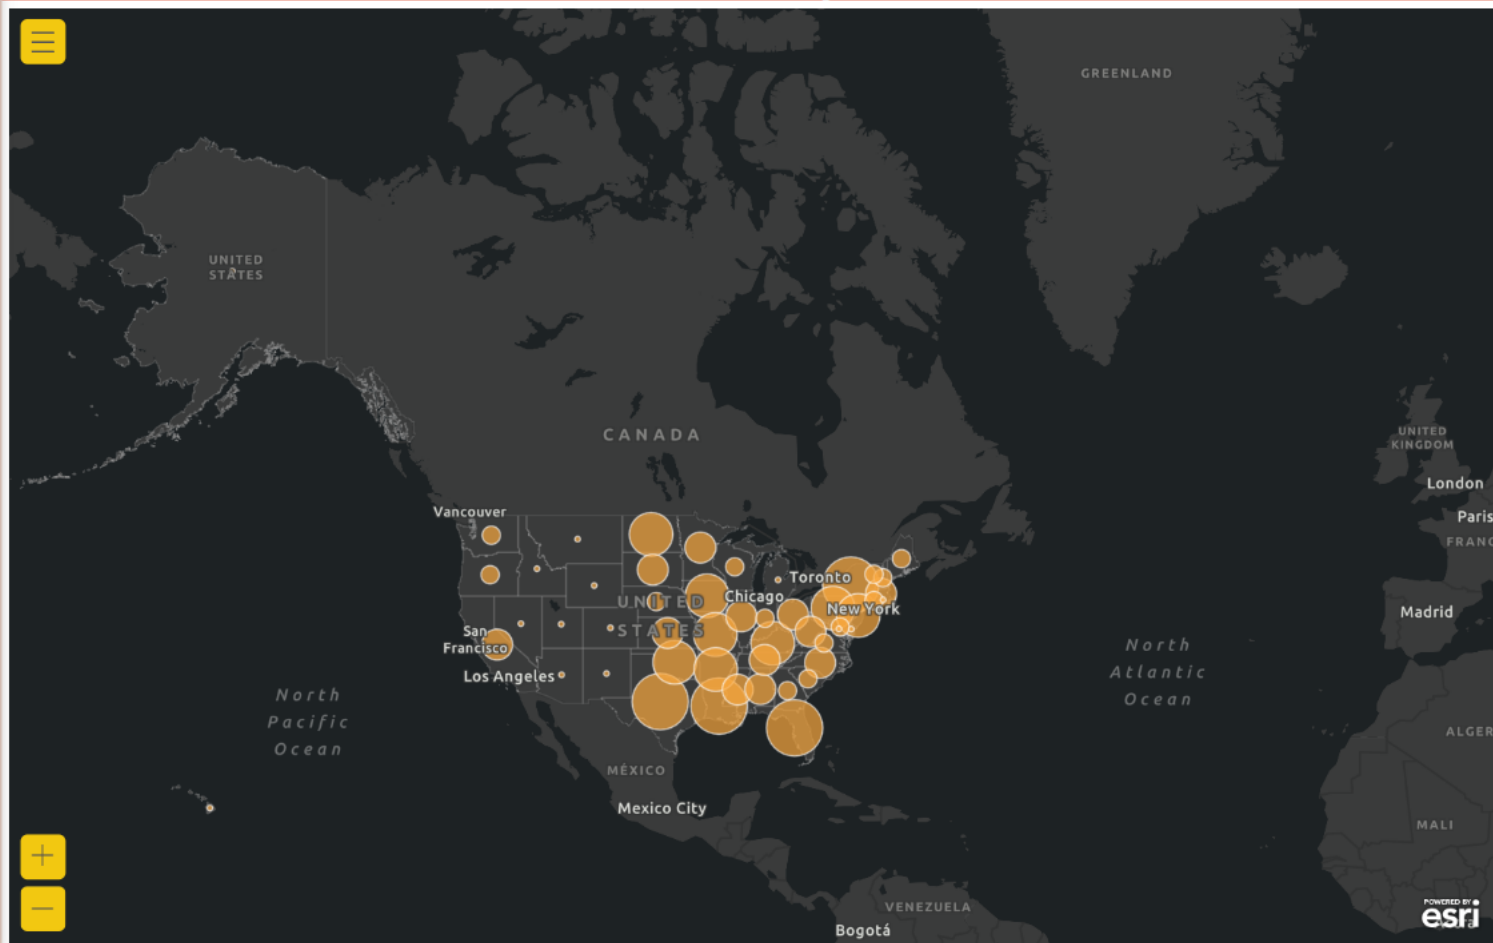 GREENLAND
UNITED
STATES
CANADA
UNITED
KINGDOM
London
Vancouver
Paris
FRANC
Toronto
Chicago
UNITED
New York
Madrid
STATES
San
Francisco
North
Atlantic
Ocean
Los Angeles
North
Pacific
Ocean
ALGER
MÉXICO
Mexico City
MALI
VENEZUELA
POWERED BY
esri
Bogotá